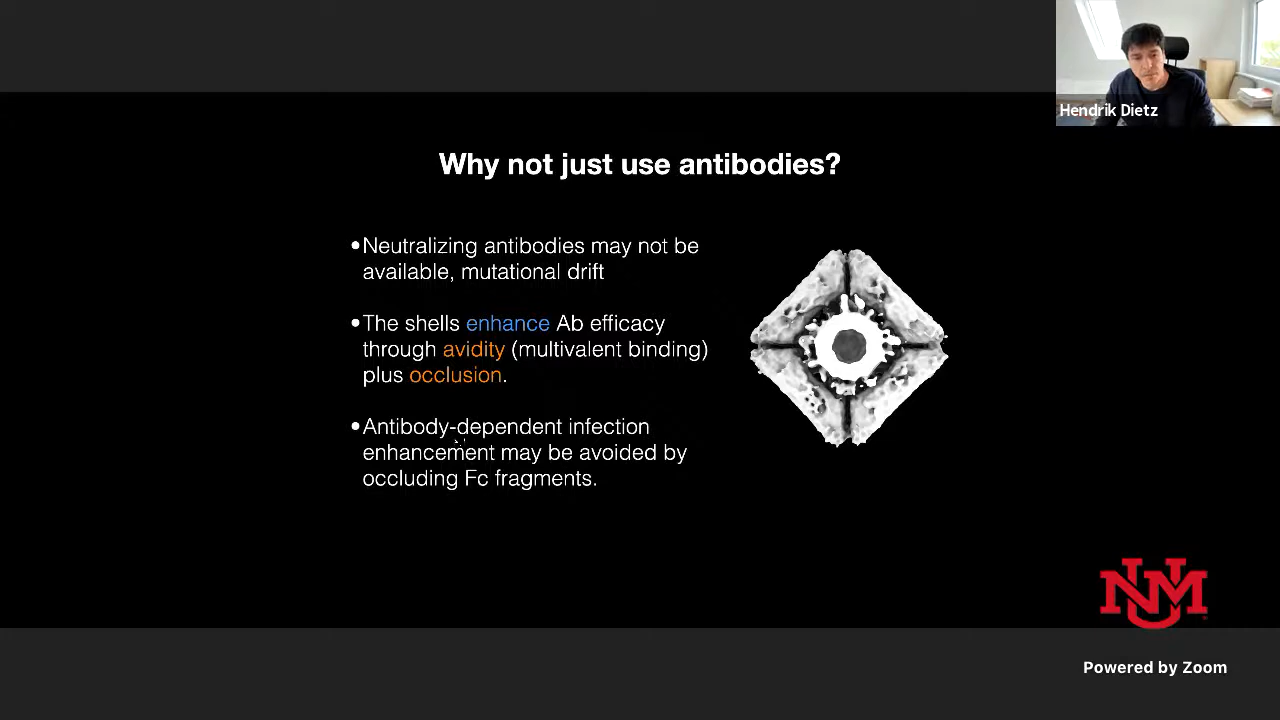 Hendrik Dietz
Why not just use antibodies?
•Neutralizing antibodies may not be
available, mutational drift
•The shells enhance Ab efficacy
through avidity (multivalent binding)
plus occlusion.
•Antibody-dependent infection
enhancement may be avoided by
occluding Fc fragments.
UNM
Powered by Zoom